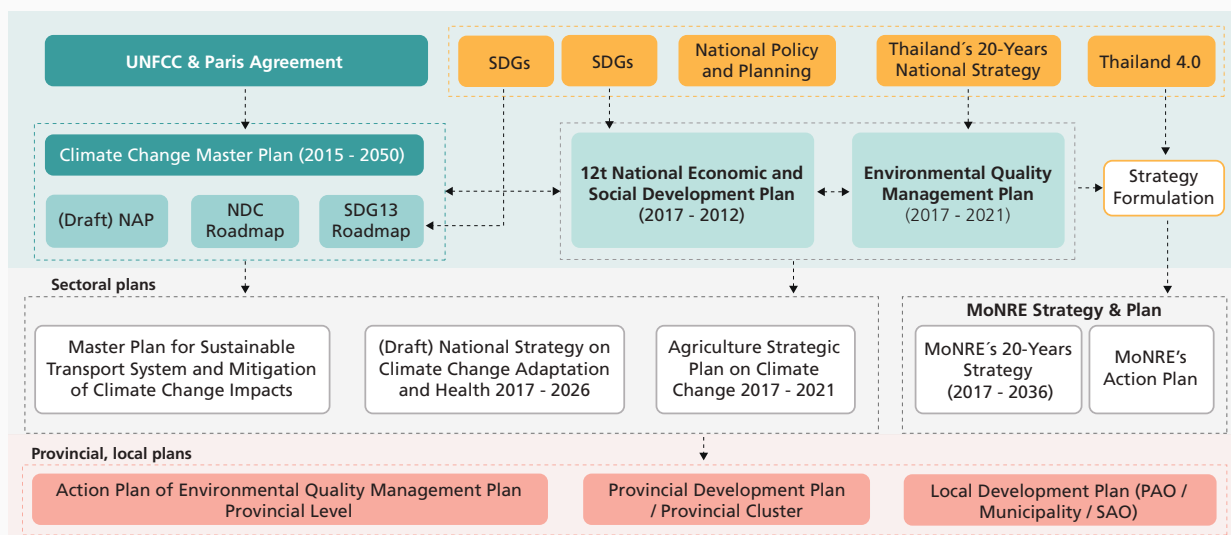 UNFCC & Paris Agreement
SDGs
SDGs
National Policy
and Planning
Thailand´s 20-Years
National Strategy
Thailand 4.0
Climate Change Master Plan (2015 - 2050)
(Draft) NAP
NDC
Roadmap
SDG13
Roadmap
12t National Economic and
Social Development Plan
(2017 - 2012)
Environmental Quality
Management Plan
(2017 - 2021)
Strategy
Formulation
Sectoral plans
Master Plan for Sustainable
Transport System and Mitigation
of Climate Change Impacts
(Draft) National Strategy on
Climate Change Adaptation
and Health 2017 - 2026
Agriculture Strategic
Plan on Climate
Change 2017 - 2021
MoNRE Strategy & Plan
MoNRE´s 20-Years
Strategy
(2017 - 2036)
MoNRE’s
Action Plan
Provincial, local plans
Action Plan of Environmental Quality Management Plan
Provincial Level
Provincial Development Plan
/ Provincial Cluster
Local Development Plan (PAO /
Municipality / SAO)